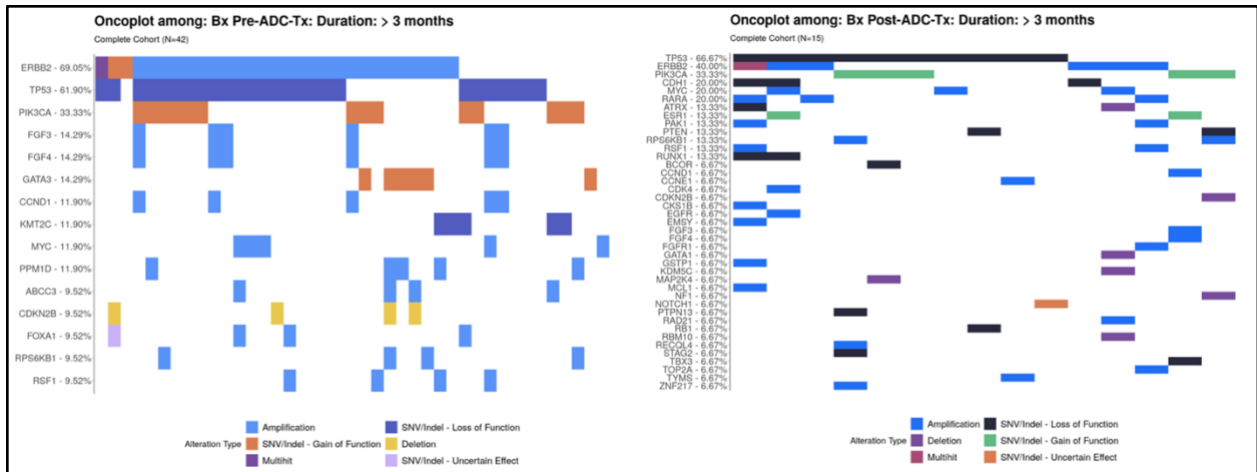 Oncoplot among: Bx Pre-ADC-Tx: Duration: > 3 months
Complete Cohort (N=42)
ERBB2 - 69.05%
TP53 - 61.90%
PIK3CA - 33.33%
FGF3 - 14.29%
FGF4 - 14.29%
GATA3 - 14.29%
CCND1 - 11.90%
KMT2C - 11.90%
MYC - 11.90%
PPM1D - 11.90%
ABCC3 - 9.52%
CDKN2B - 9.52%
FOXA1 - 9.52%
RPS6KB1 - 9.52%
RSF1 - 9.52%
Amplification
SNV/Indel - Loss of Function
Alteration Type
SNV/Indel - Gain of Function
Deletion
Multihit
SNV/Indel - Uncertain Effect
Oncoplot among: Bx Post-ADC-Tx: Duration: > 3 months
Complete Cohort (N=15)
TP53 - 66.67%
ERBB2 - 40.00%
PIK3CA - 33.33%
CDH1 - 20.00%
MYC - 20.00%
RARA - 20.00%
ATRX - 13.33%
ESR1 - 13.33%
PAK1 - 13.33%
PTEN - 13.33%
RPS6KB1 - 13.33%
RSF1 - 13.33%
RUNX1 - 13.33%
BCOR - 6.67%
CCND1 - 6.67%
CCNE1 - 6.67%
CDK4 - 6.67%
CDKN2B - 6.67%
CKS1B - 6.67%
EGFR - 6.67%
EMSY - 6.67%
FGF3 - 6.67%
FGF4 - 6.67%
FGFR1 - 6.67%
GATA1 - 6.67%
GSTP1 - 6.67%
KDM5C - 6.67%
MAP2K4 - 6.67%
MCL1 - 6.67%
NF1 - 6.67%
NOTCH1 - 6.67%
PTPN13 - 6.67%
RAD21 - 6.67%
RB1 - 6.67%
RBM10 - 6.67%
RECQL4 - 6.67%
STAG2 - 6.67%
TBX3 - 6.67%
TOP2A - 6.67%
TYMS - 6.67%
ZNF217 - 6.67%
Amplification
SNV/Indel - Loss of Function
Alteration Type
Deletion
SNV/Indel - Gain of Function
Multihit
SNV/Indel - Uncertain Effect